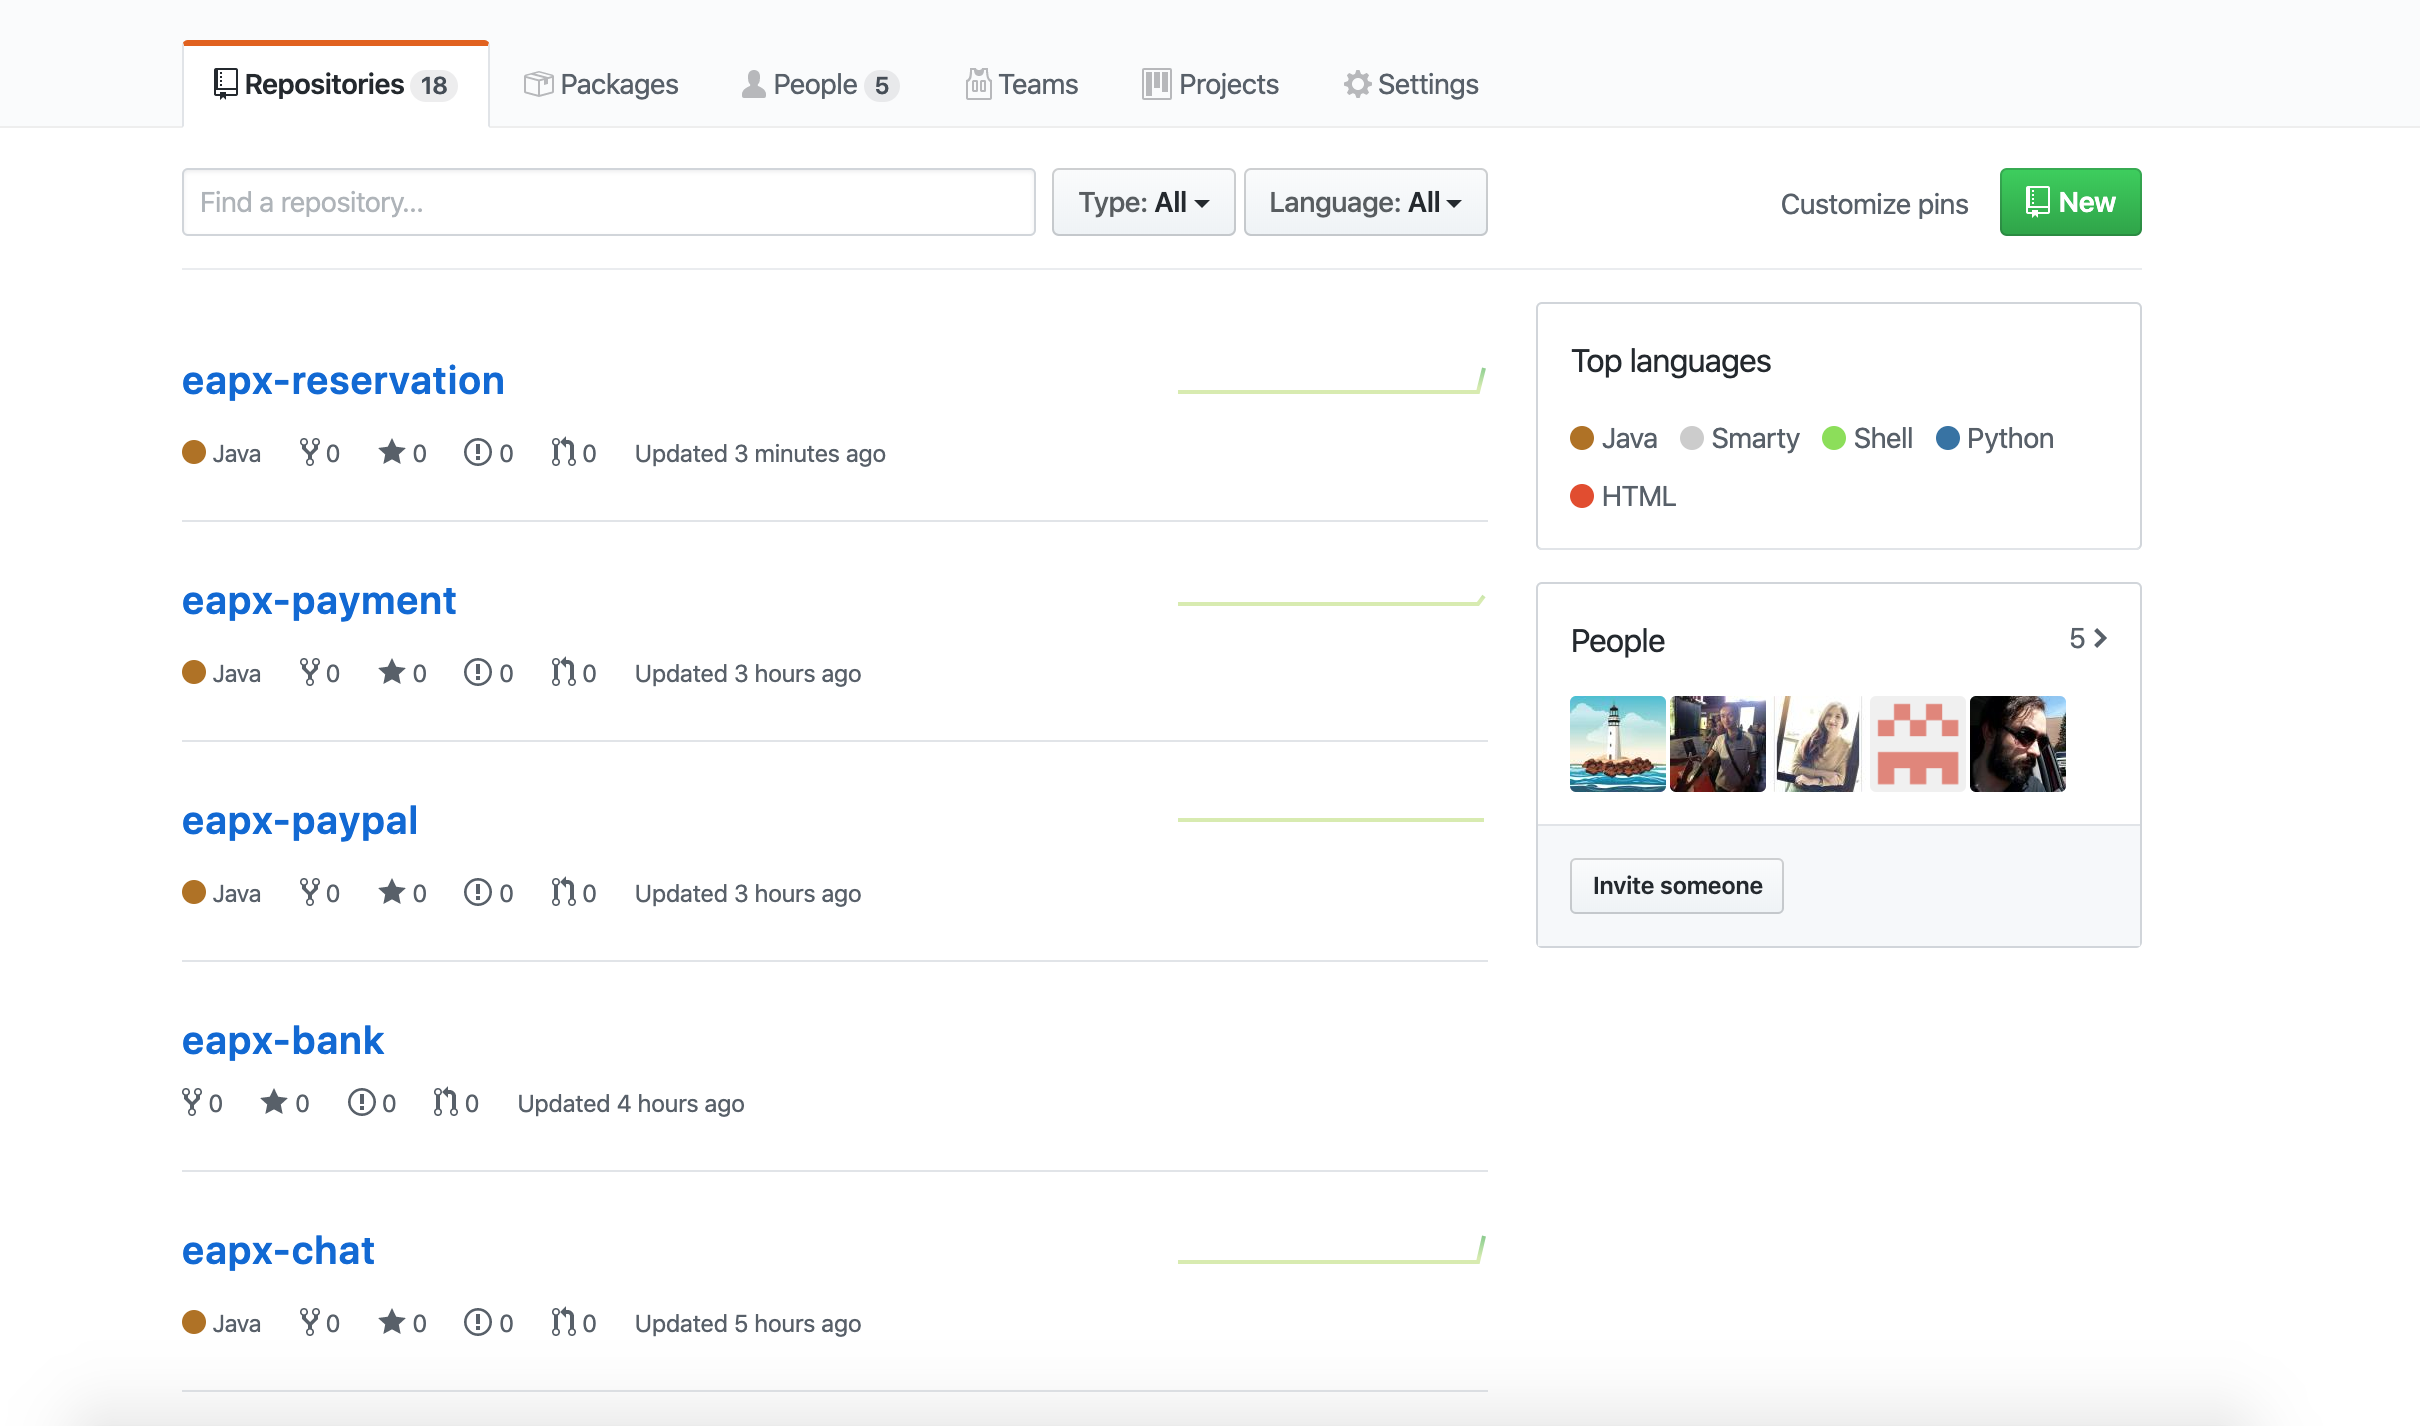 Repositories 18 Packages People 5 Teams Projects Settings
Find a repository... Type: All Language: All Customize pins New
eapx-reservation
Java 0 0 0 0 Updated 3 minutes ago
eapx-payment
Java 0 0 0 0 Updated 3 hours ago
eapx-paypal
Java 0 0 0 0 Updated 3 hours ago
eapx-bank
0 0 0 0 Updated 4 hours ago
eapx-chat
Java 0 0 0 0 Updated 5 hours ago
Top languages
Java Smarty Shell Python
HTML
People 5
Invite someone